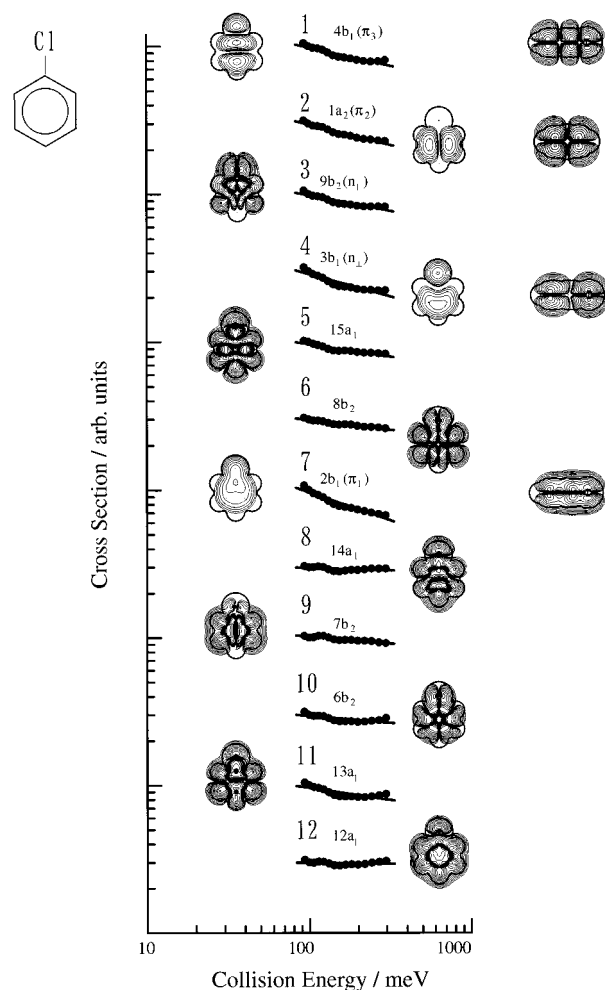 Cl
1 4b₁(π₃)
2 1a₂(π₂)
3 9b₂(n∥)
4 3b₁(n⊥)
5 15a₁
6 8b₂
7 2b₁(π₁)
8 14a₁
9 7b₂
10 6b₂
11 13a₁
12 12a₁
Cross Section / arb. units
10 100 1000
Collision Energy / meV